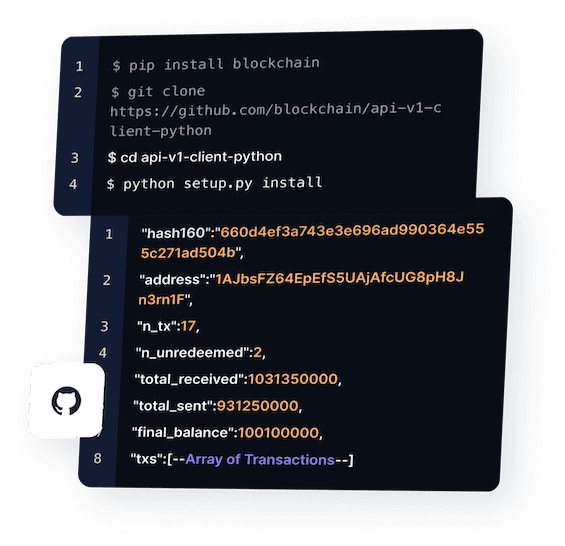 1 $ pip install blockchain
2 $ git clone
https://github.com/blockchain/api-v1-c
lient-python
3 $ cd api-v1-client-python
4 $ python setup.py install
1 "hash160":"660d4ef3a743e3e696ad990364e55
5c271ad504b",
2 "address":"1AJbsFZ64EpEfS5UAjAfcUG8pH8J
n3rn1F",
3 "n_tx":17,
4 "n_unredeemed":2,
"total_received":1031350000,
"total_sent":931250000,
7 "final_balance":100100000,
8 "txs":[--Array of Transactions--]